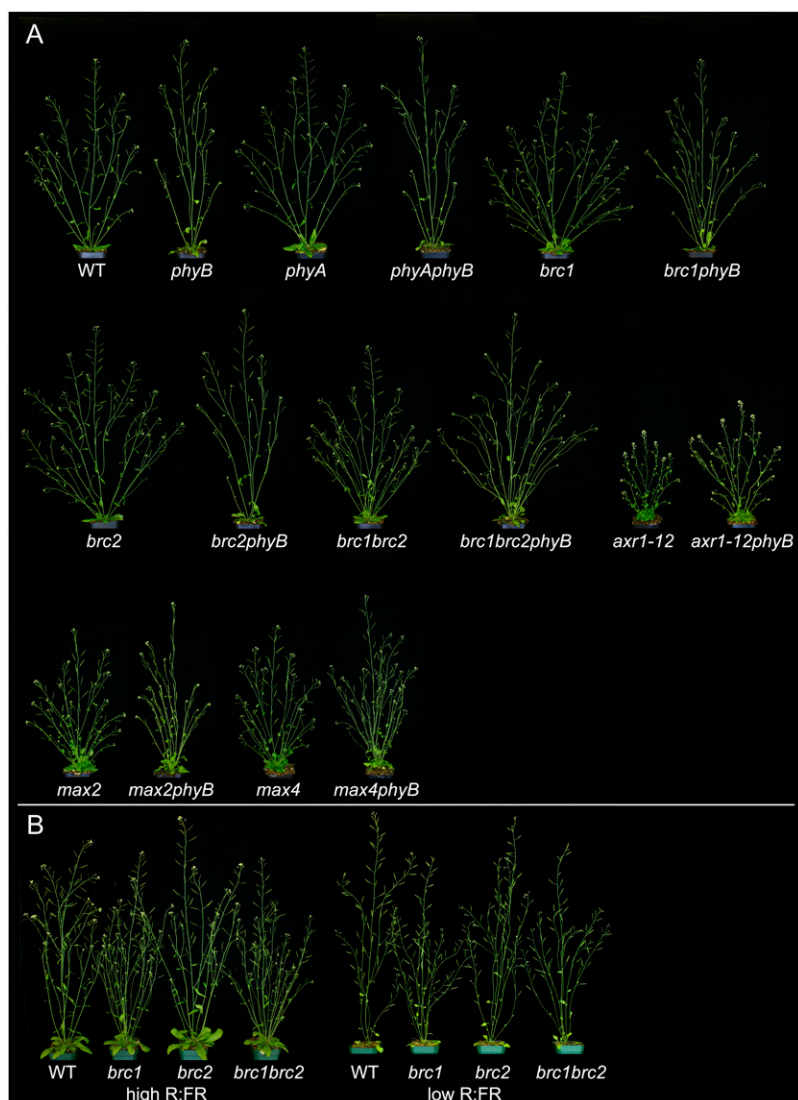 A
WT phyB phyA phyAphyB brc1 brc1phyB
brc2 brc2phyB brc1brc2 brc1brc2phyB axr1-12 axr1-12phyB
max2 max2phyB max4 max4phyB
B
WT brc1 brc2 brc1brc2 WT brc1 brc2 brc1brc2
high R:FR low R:FR